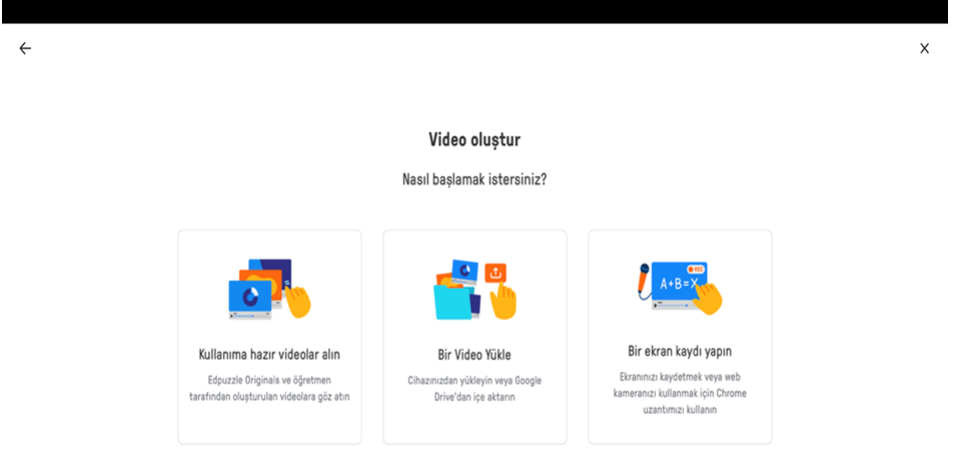 Video oluştur
Nasıl başlamak istersiniz?
Kullanıma hazır videolar alın
Edpuzzle Originals ve öğretmen
tarafından oluşturulan videolara göz atın
Bir Video Yükle
Cihazınızdan yükleyin veya Google
Drive'dan içe aktarın
A+B=X
Bir ekran kaydı yapın
Ekranınızı kaydetmek veya web
kameranızı kullanmak için Chrome
uzantımızı kullanın